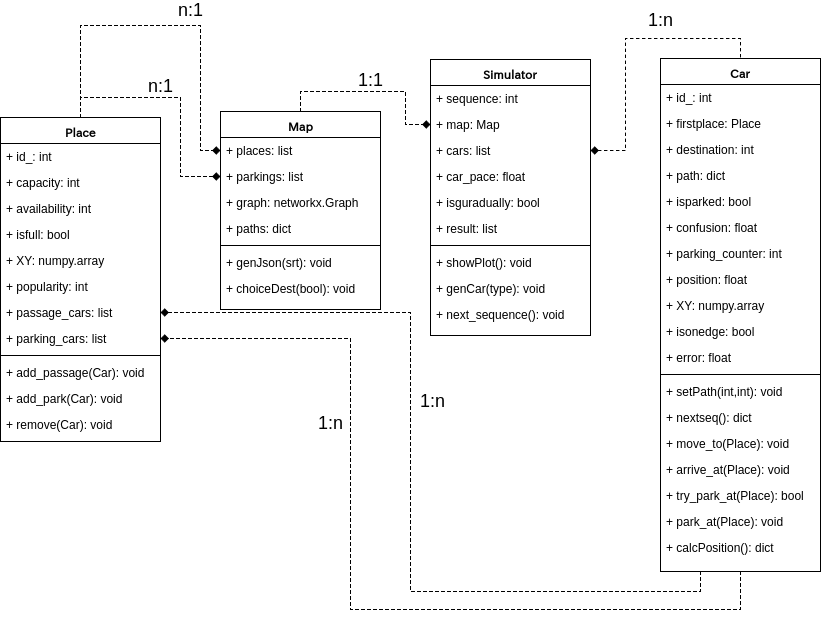 n:1
n:1
Place
+ id_: int
+ capacity: int
+ availability: int
+ isfull: bool
+ XY: numpy.array
+ popularity: int
+ passage_cars: list
+ parking_cars: list
+ add_passage(Car): void
+ add_park(Car): void
+ remove(Car): void
Map
+ places: list
+ parkings: list
+ graph: networkx.Graph
+ paths: dict
+ genJson(srt): void
+ choiceDest(bool): void
1:1
Simulator
+ sequence: int
+ map: Map
+ cars: list
+ car_pace: float
+ isguradually: bool
+ result: list
+ showPlot(): void
+ genCar(type): void
+ next_sequence(): void
1:n
Car
+ id_: int
+ firstplace: Place
+ destination: int
+ path: dict
+ isparked: bool
+ confusion: float
+ parking_counter: int
+ position: float
+ XY: numpy.array
+ isonedge: bool
+ error: float
+ setPath(int,int): void
+ nextseq(): dict
+ move_to(Place): void
+ arrive_at(Place): void
+ try_park_at(Place): bool
+ park_at(Place): void
+ calcPosition(): dict
1:n
1:n